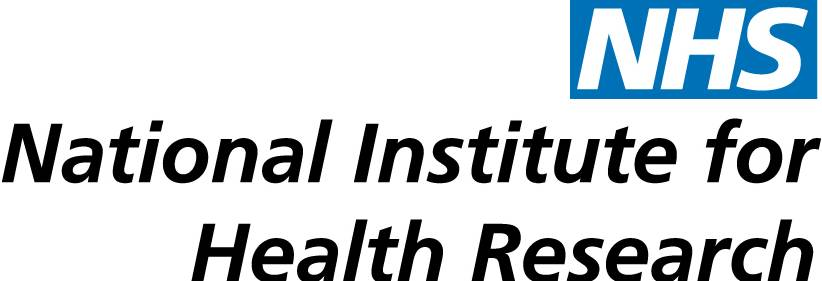 NHS
National Institute for
Health Research